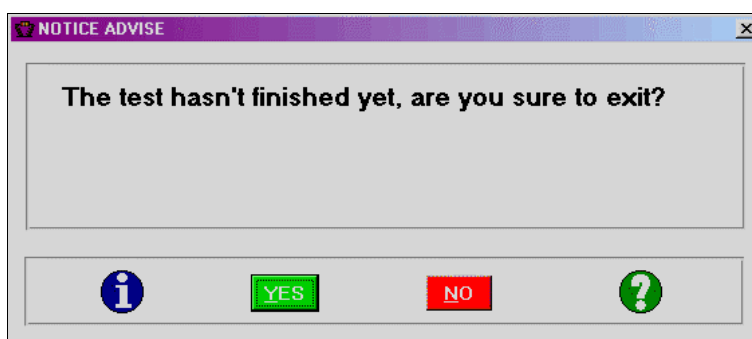 NOTICE ADVISE
The test hasn't finished yet, are you sure to exit?
YES NO